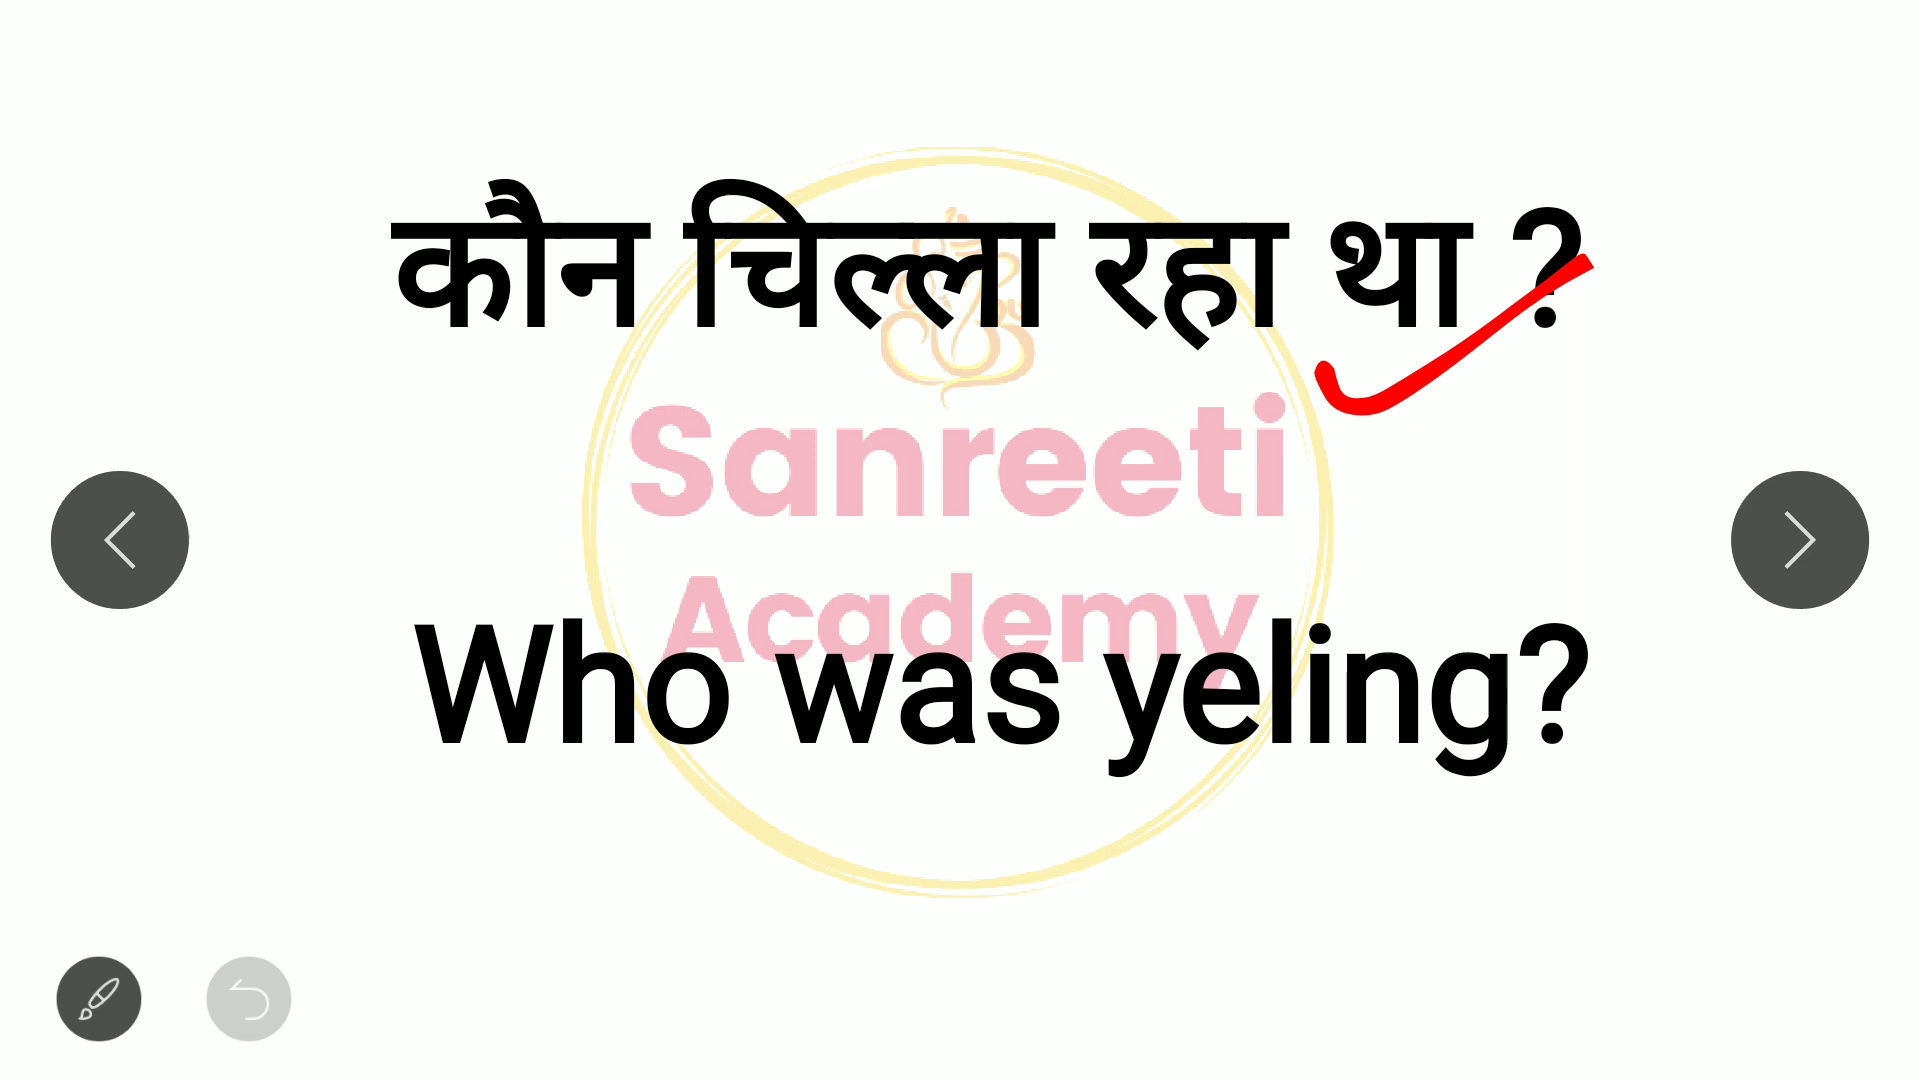 कौन चिल्ला रहा था ?
Sanreeti
Academy
Who was yeling?